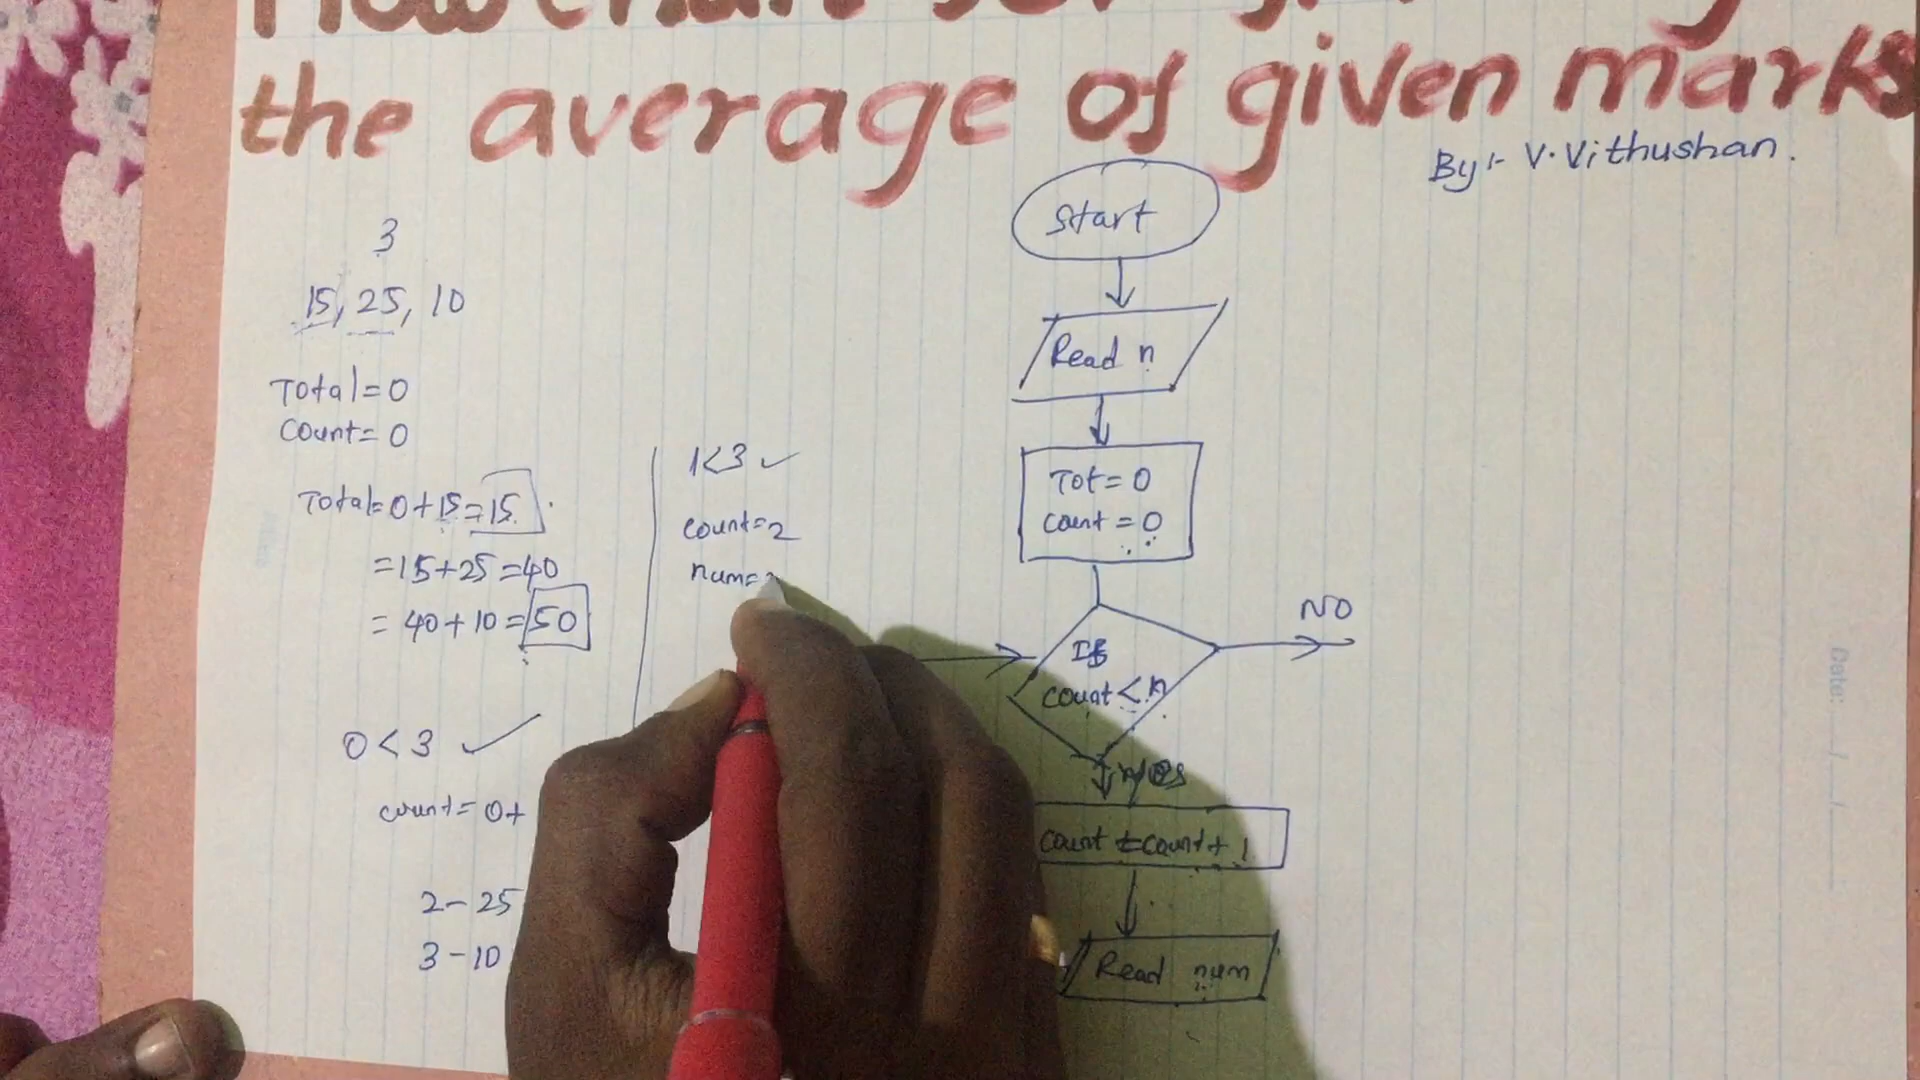 the average of given marks
By:- V. Vithushan.
3
15, 25, 10
Total = 0
Count = 0
Total = 0 + 15 = 15
= 15 + 25 = 40
= 40 + 10 = 50
0 < 3 ✓
count = 0 +
2 - 25
3 - 10
1 < 3 ✓
count = 2
num =
Start
Read n
Tot = 0
Count = 0
If
count < n
NO
yes
count = count + 1
Read num
Date: